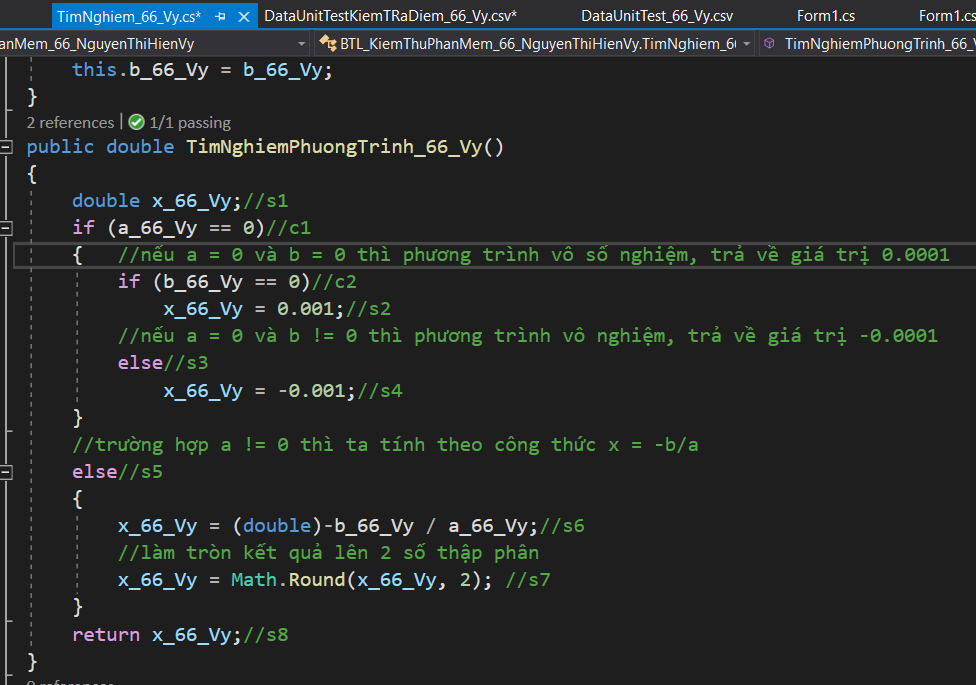 TimNghiem_66_Vy.cs* DataUnitTestKiemTRaDiem_66_Vy.csv* DataUnitTest_66_Vy.csv Form1.cs Form1.cs
anMem_66_NguyenThiHienVy BTL_KiemThuPhanMem_66_NguyenThiHienVy.TimNghiem_66 TimNghiemPhuongTrinh_66_V
this.b_66_Vy = b_66_Vy;
}
2 references | 1/1 passing
public double TimNghiemPhuongTrinh_66_Vy()
{
double x_66_Vy;//s1
if (a_66_Vy == 0)//c1
{ //nếu a = 0 và b = 0 thì phương trình vô số nghiệm, trả về giá trị 0.0001
if (b_66_Vy == 0)//c2
x_66_Vy = 0.001;//s2
//nếu a = 0 và b != 0 thì phương trình vô nghiệm, trả về giá trị -0.0001
else//s3
x_66_Vy = -0.001;//s4
}
//trường hợp a != 0 thì ta tính theo công thức x = -b/a
else//s5
{
x_66_Vy = (double)-b_66_Vy / a_66_Vy;//s6
//làm tròn kết quả lên 2 số thập phân
x_66_Vy = Math.Round(x_66_Vy, 2); //s7
}
return x_66_Vy;//s8
}